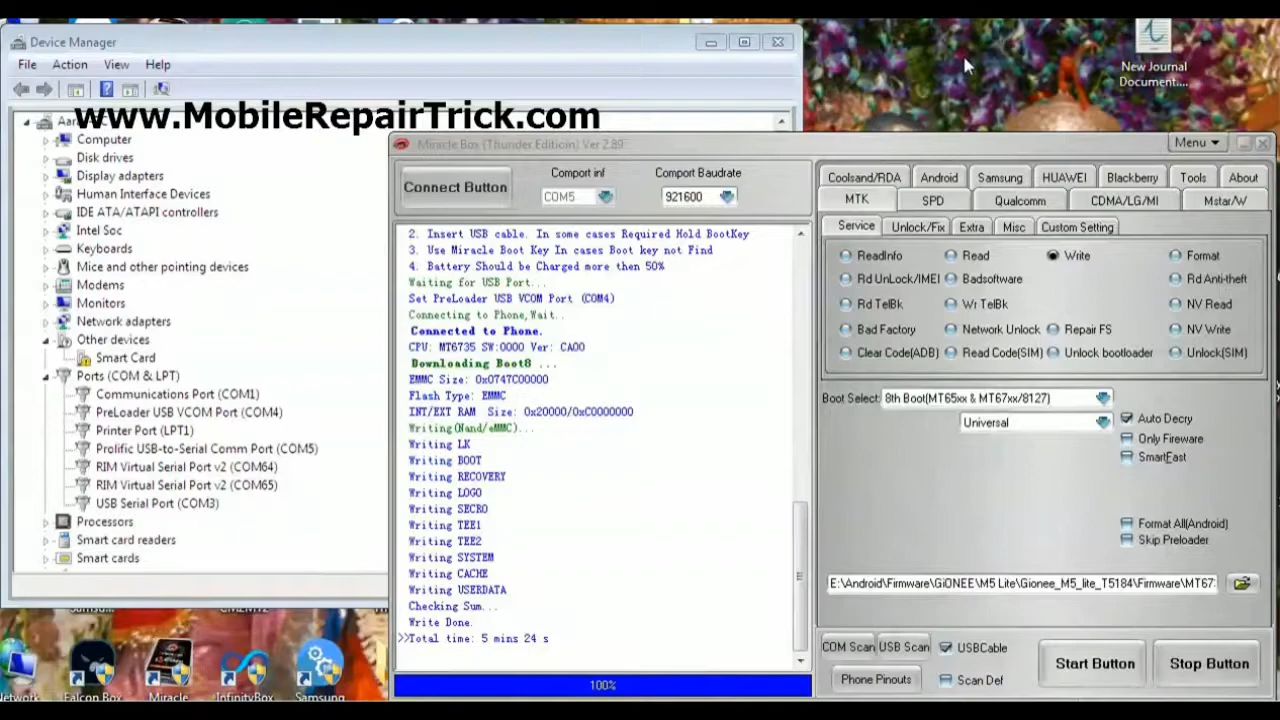 Device Manager
File Action View Help
www.MobileRepairTrick.com
Computer
Disk drives
Display adapters
Human Interface Devices
IDE ATA/ATAPI controllers
Intel Soc
Keyboards
Mice and other pointing devices
Modems
Monitors
Network adapters
Other devices
Smart Card
Ports (COM & LPT)
Communications Port (COM1)
PreLoader USB VCOM Port (COM4)
Printer Port (LPT1)
Prolific USB-to-Serial Comm Port (COM5)
RIM Virtual Serial Port v2 (COM64)
RIM Virtual Serial Port v2 (COM65)
USB Serial Port (COM3)
Processors
Smart card readers
Smart cards
New Journal
Document....
Miracle Box (Thunder Edition) Ver 2.89
Menu
Connect Button
Comport inf
COM5
Comport Baudrate
921600
2. Insert USB cable. In some cases Required Hold BootKey
3. Use Miracle Boot Key In cases Boot key not Find
4. Battery Should be Charged more then 50%
Waiting for USB Port...
Set PreLoader USB VCOM Port (COM4)
Connecting to Phone,Wait..
Connected to Phone.
CPU: MT6735 SW:0000 Ver: CA00
Downloading Boot8 ...
EMMC Size: 0x0747C00000
Flash Type: EMMC
INT/EXT RAM Size: 0x20000/0xC0000000
Writing(Nand/eMMC)...
Writing LK
Writing BOOT
Writing RECOVERY
Writing LOGO
Writing SECRO
Writing TEE1
Writing TEE2
Writing SYSTEM
Writing CACHE
Writing USERDATA
Checking Sum...
Write Done.
>>Total time: 5 mins 24 s
100%
Coolsand/RDA Android Samsung HUAWEI Blackberry Tools About
MTK SPD Qualcomm CDMA/LG/MI Mstar/W
Service Unlock/Fix Extra Misc Custom Setting
ReadInfo Read Write Format
Rd UnLock/IMEI Badsoftware Rd Anti-theft
Rd TelBk Wr TelBk NV Read
Bad Factory Network Unlock Repair FS NV Write
Clear Code(ADB) Read Code(SIM) Unlock bootloader Unlock(SIM)
Boot Select: 8th Boot(MT65xx & MT67xx/8127)
Universal
Auto Decry
Only Fireware
SmartEast
Format All(Android)
Skip Preloader
E:\Android\Firmware\GiONEE\M5 Lite\Gionee_M5_lite_T5184\Firmware\MT67:
COM Scan USB Scan USBCable
Phone Pinouts Scan Def
Start Button Stop Button
Network
Falcon Box
Miracle
InfinityBox
Samsung